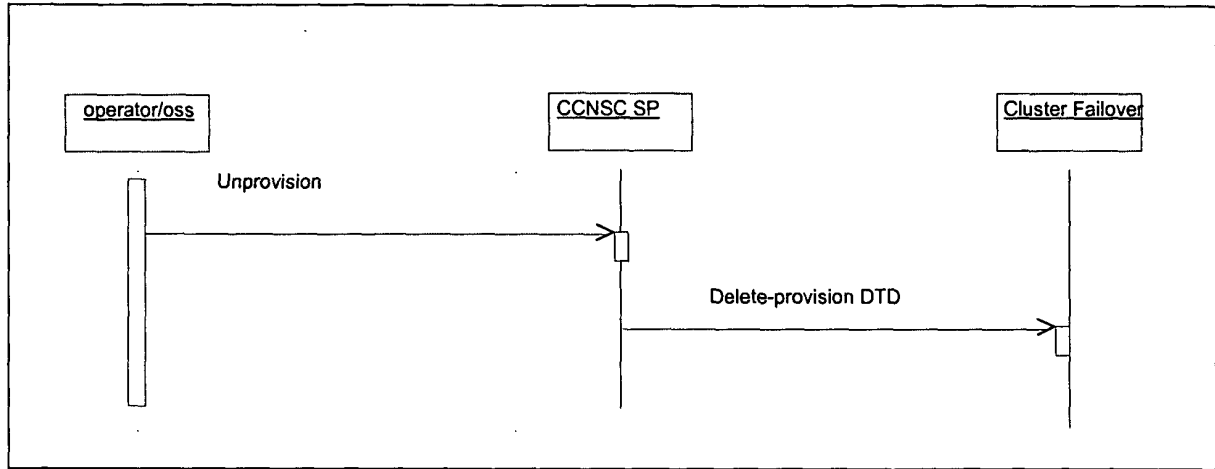 operator/oss
CCNSC SP
Cluster Failover
Unprovision
Delete-provision DTD